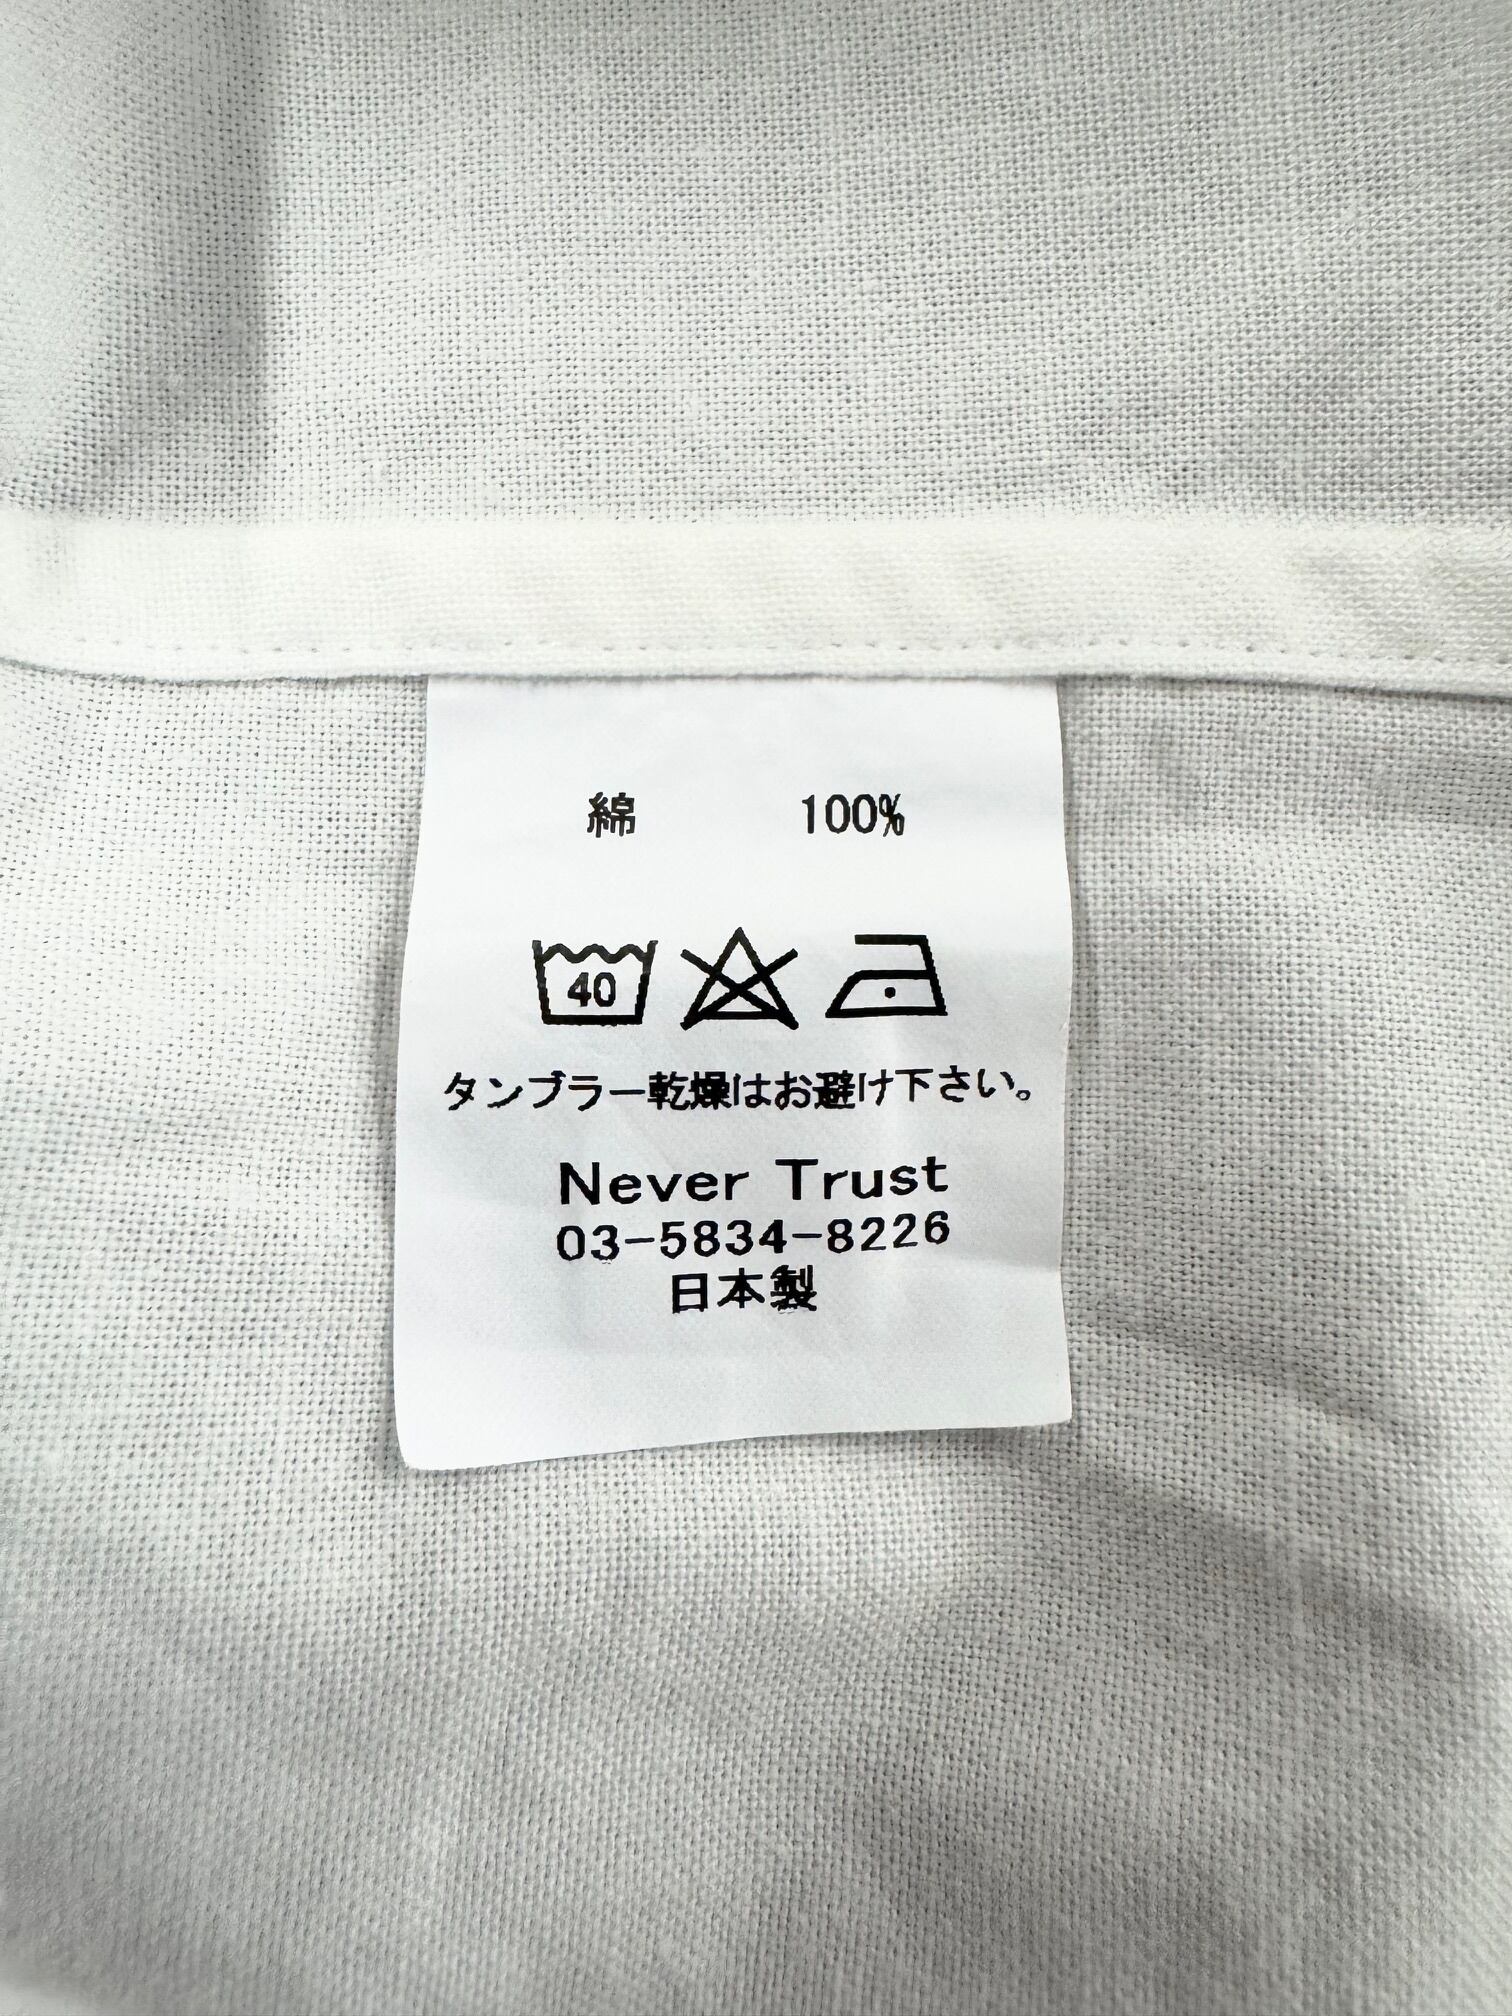 綿 100%
40
タンブラー乾燥はお避け下さい。
Never Trust
03-5834-8226
日本製